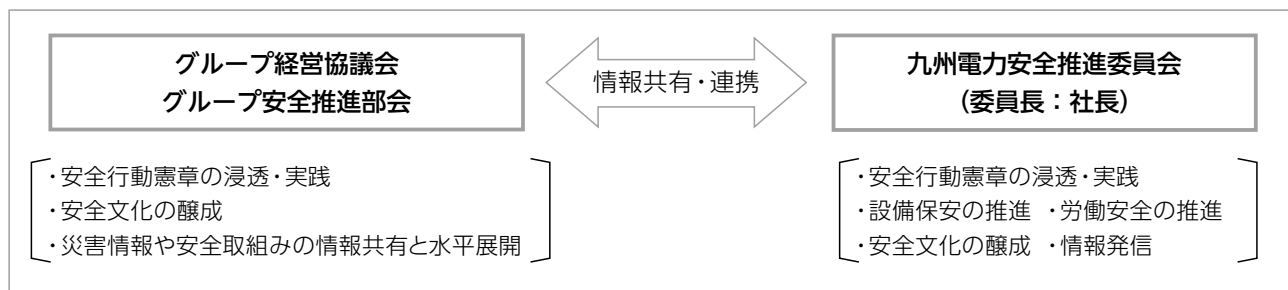 グループ経営協議会
グループ安全推進部会
情報共有・連携
九州電力安全推進委員会
(委員長：社長)
・安全行動憲章の浸透・実践
・安全文化の醸成
・災害情報や安全取組みの情報共有と水平展開
・安全行動憲章の浸透・実践
・設備保安の推進 ・労働安全の推進
・安全文化の醸成 ・情報発信